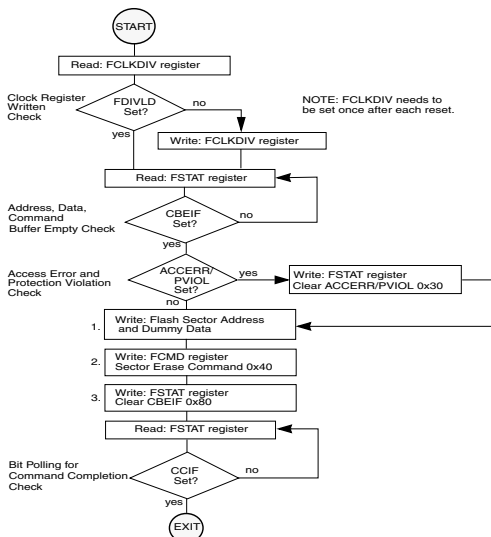 START
Read: FCLKDIV register
Clock Register
Written
Check
FDIVLD
Set?
no
yes
NOTE: FCLKDIV needs to
be set once after each reset.
Write: FCLKDIV register
Read: FSTAT register
Address, Data,
Command
Buffer Empty Check
CBEIF
Set?
no
yes
Access Error and
Protection Violation
Check
ACCERR/
PVIOL
Set?
yes
no
Write: FSTAT register
Clear ACCERR/PVIOL 0x30
1.
Write: Flash Sector Address
and Dummy Data
2.
Write: FCMD register
Sector Erase Command 0x40
3.
Write: FSTAT register
Clear CBEIF 0x80
Read: FSTAT register
Bit Polling for
Command Completion
Check
CCIF
Set?
no
yes
EXIT